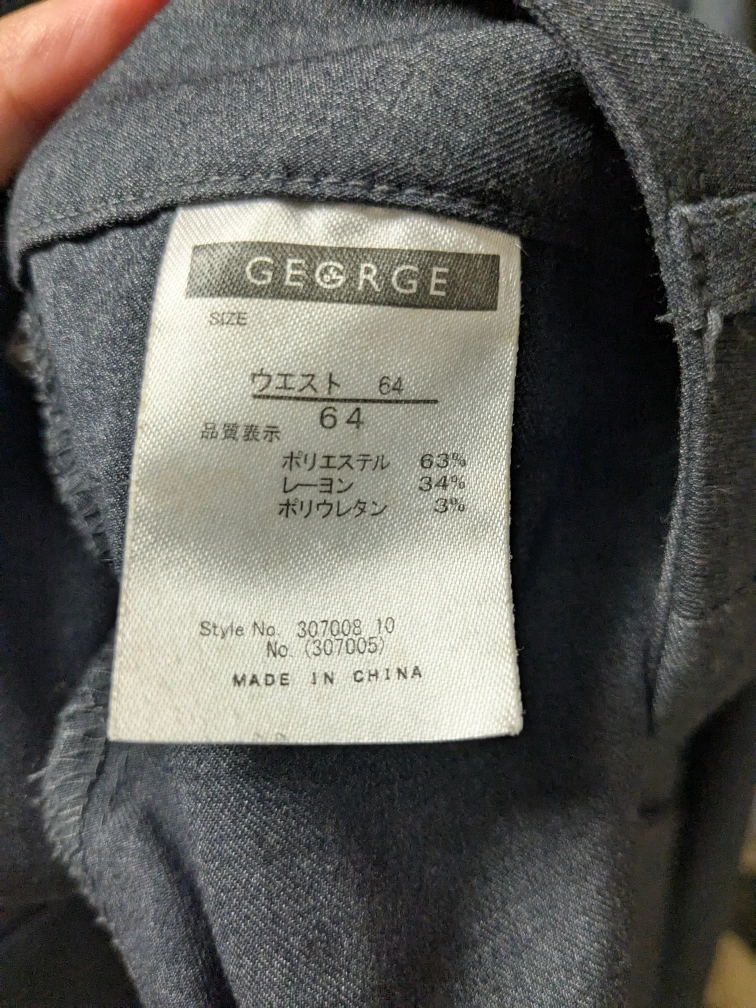 GEORGE
SIZE
ウエスト 64
64
品質表示
ポリエステル 63%
レーヨン 34%
ポリウレタン 3%
Style No. 307008 10
No. (307005)
MADE IN CHINA